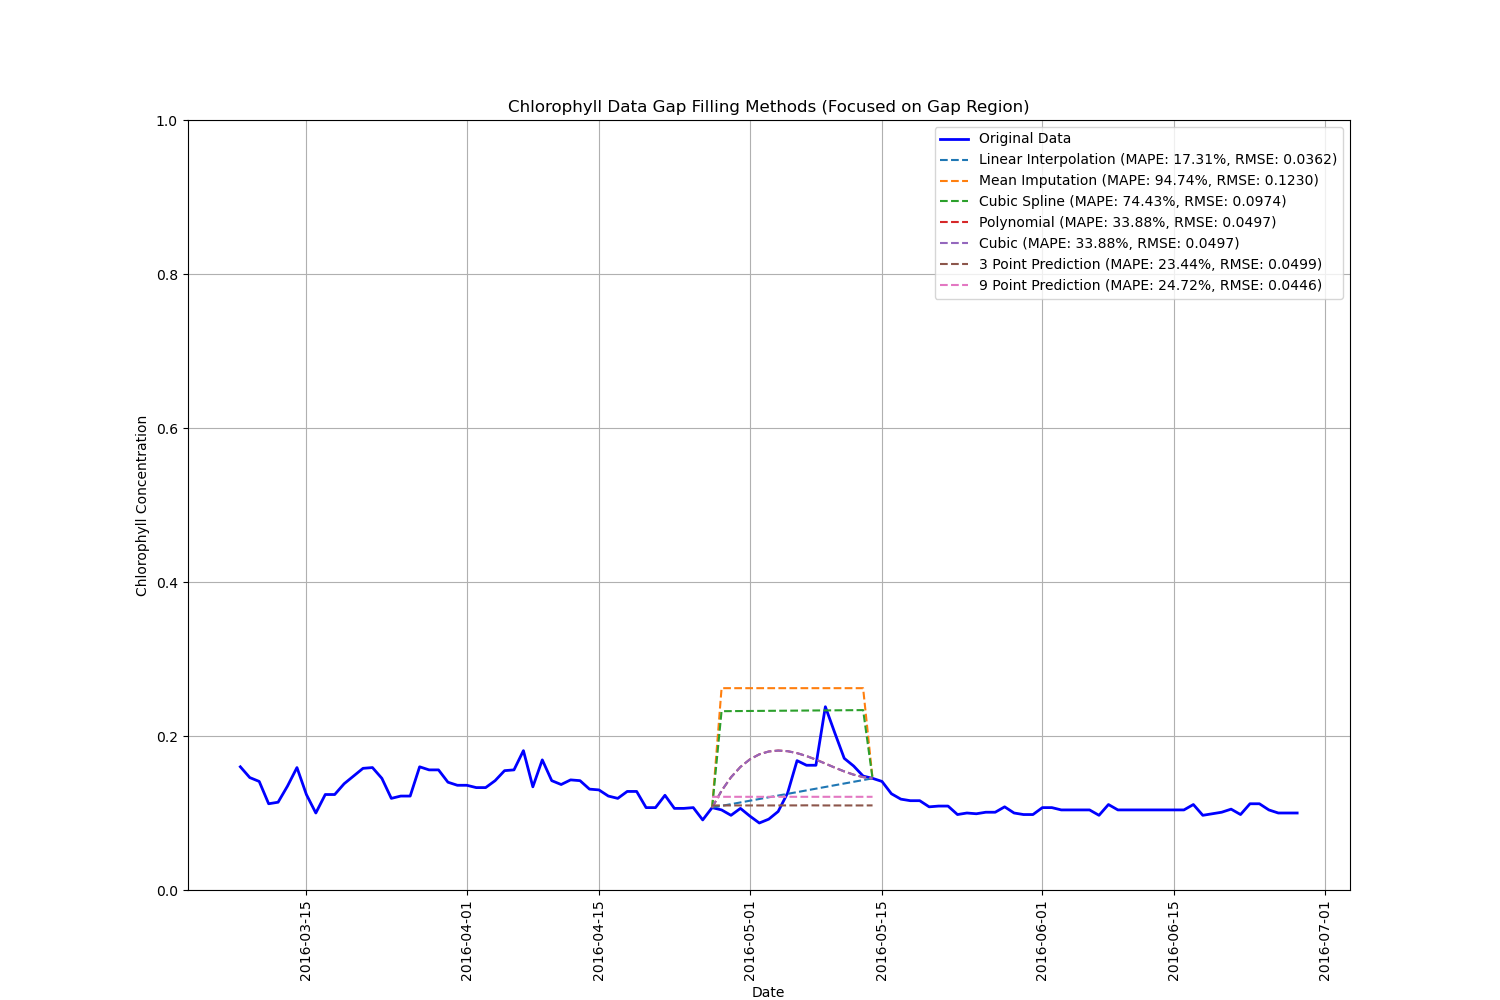 Chlorophyll Data Gap Filling Methods (Focused on Gap Region)
Original Data
Linear Interpolation (MAPE: 17.31%, RMSE: 0.0362)
Mean Imputation (MAPE: 94.74%, RMSE: 0.1230)
Cubic Spline (MAPE: 74.43%, RMSE: 0.0974)
Polynomial (MAPE: 33.88%, RMSE: 0.0497)
Cubic (MAPE: 33.88%, RMSE: 0.0497)
3 Point Prediction (MAPE: 23.44%, RMSE: 0.0499)
9 Point Prediction (MAPE: 24.72%, RMSE: 0.0446)
Chlorophyll Concentration
1.0
0.8
0.6
0.4
0.2
0.0
2016-03-15
2016-04-01
2016-04-15
2016-05-01
2016-05-15
2016-06-01
2016-06-15
2016-07-01
Date